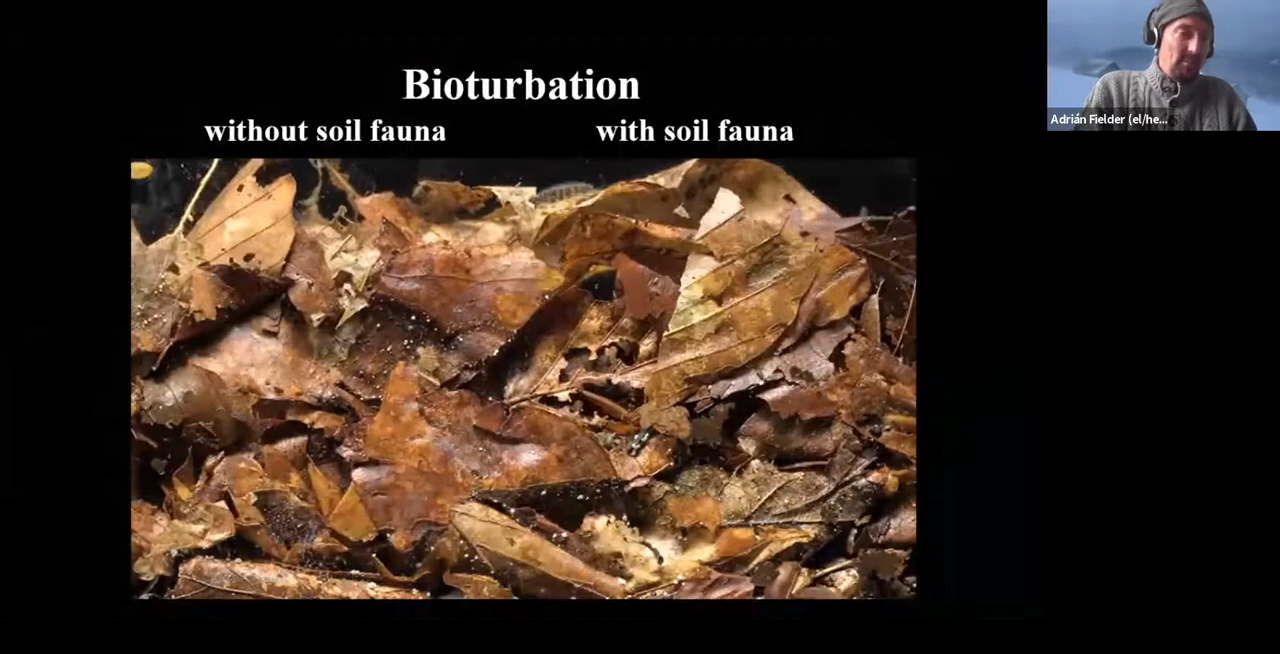 Bioturbation
without soil fauna
with soil fauna
Adrián Fielder (el/he...